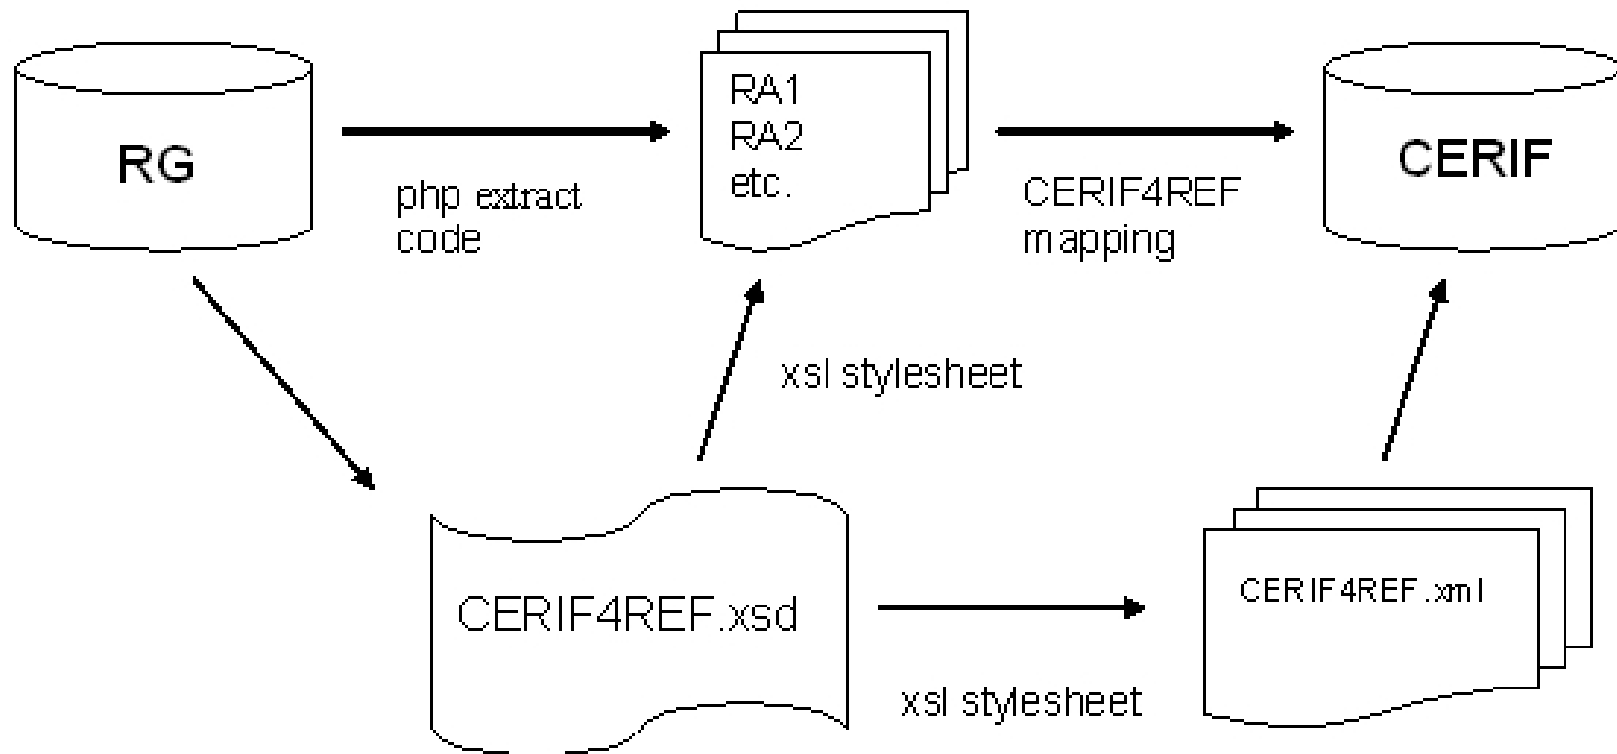 RG
php extract
code
RA1
RA2
etc.
CERIF4REF
mapping
CERIF
xsl stylesheet
CERIF4REF.xsd
xsl stylesheet
CERIF4REF.xml